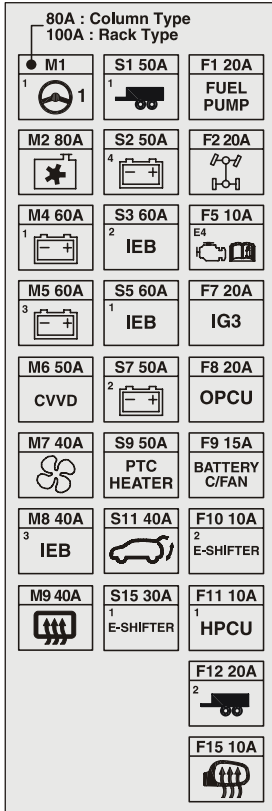 80A : Column Type
100A : Rack Type
M1 S1 50A F1 20A
1 1 1 FUEL PUMP
M2 80A S2 50A F2 20A
4 - +
M4 60A S3 60A F5 10A
1 - + 2 IEB E4
M5 60A S5 60A F7 20A
3 - + 1 IEB IG3
M6 50A S7 50A F8 20A
CVVD 2 - + OPCU
M7 40A S9 50A F9 15A
PTC HEATER BATTERY C/FAN
M8 40A S11 40A F10 10A
3 IEB 2 E-SHIFTER
M9 40A S15 30A F11 10A
1 E-SHIFTER 1 HPCU
F12 20A
2
F15 10A